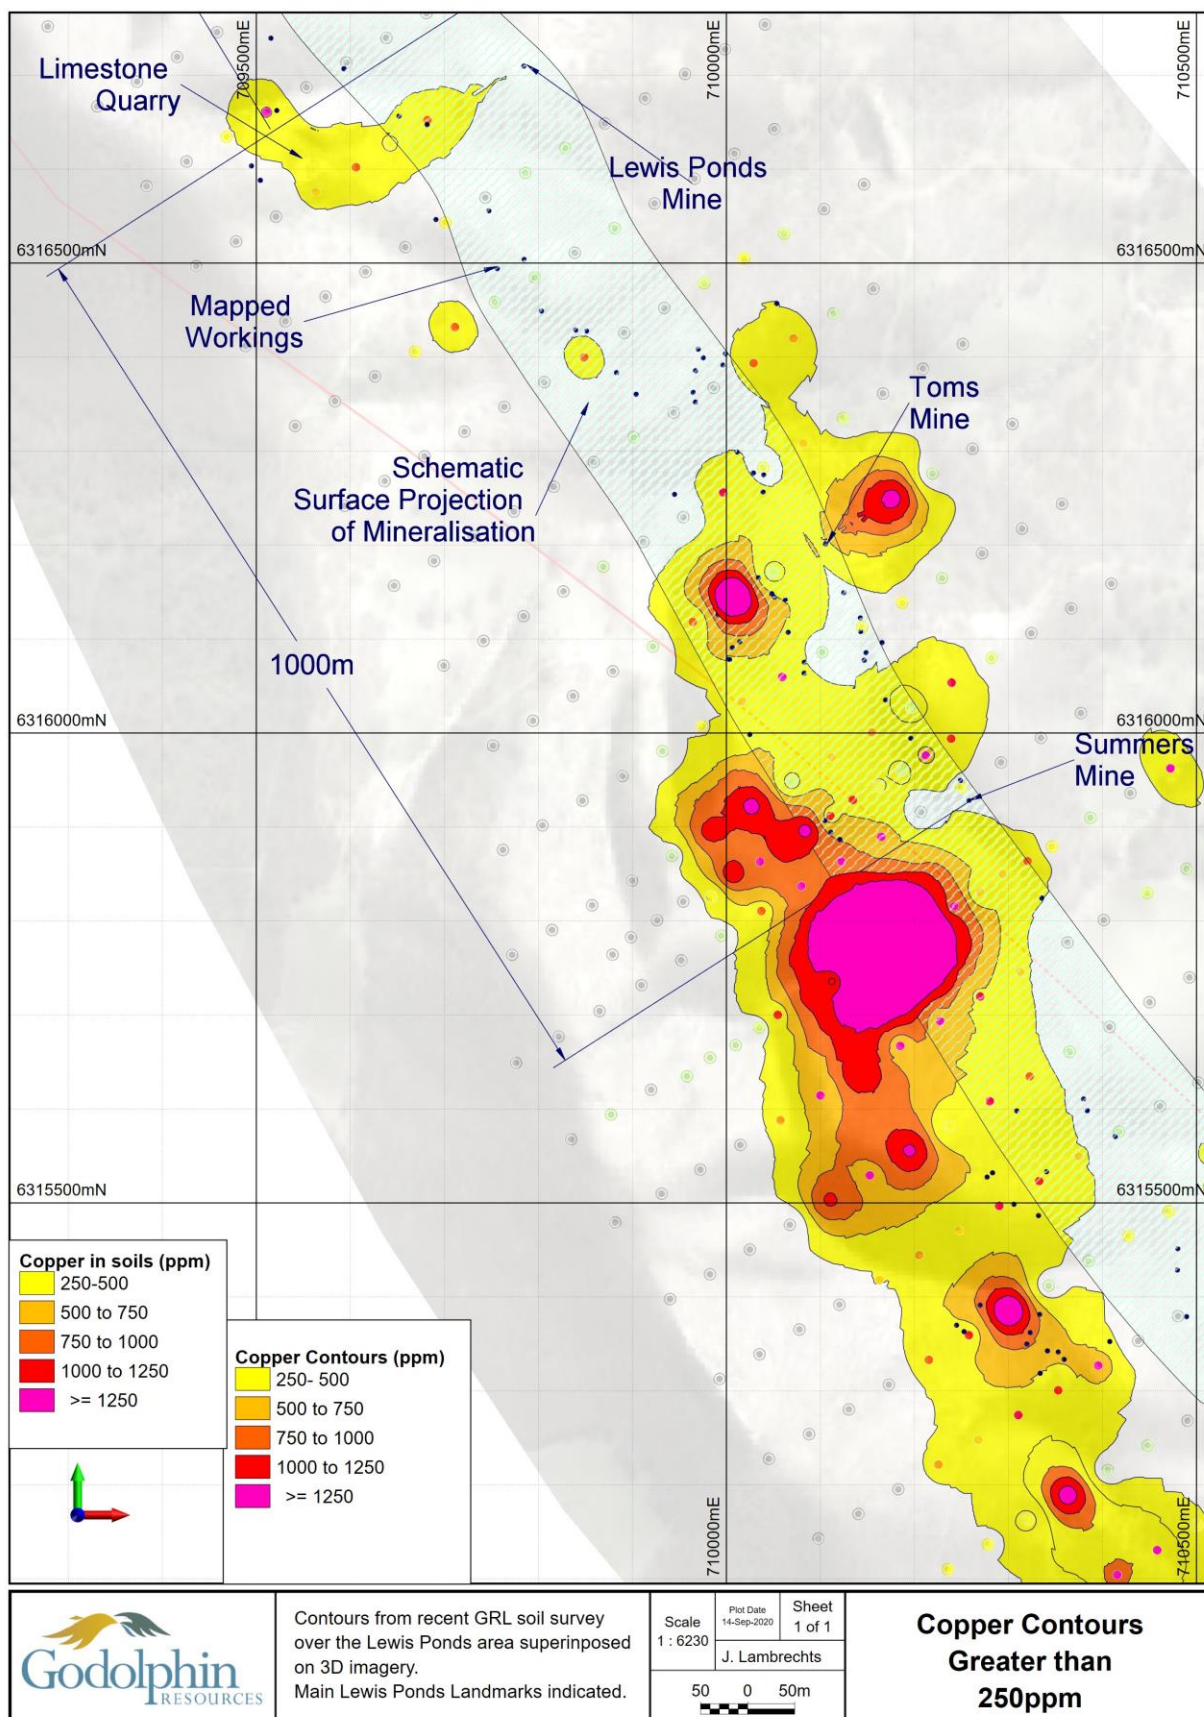 709500mE
710000mE
710500mE
Limestone
Quarry
Lewis Ponds
Mine
6316500mN
6316500mN
Mapped
Workings
Toms
Mine
Schematic
Surface Projection
of Mineralisation
1000m
6316000mN
6316000mN
Summers
Mine
6315500mN
6315500mN
Copper in soils (ppm)
250-500
500 to 750
750 to 1000
1000 to 1250
>= 1250
Copper Contours (ppm)
250- 500
500 to 750
750 to 1000
1000 to 1250
>= 1250
710000mE
710500mE
Godolphin
RESOURCES
Contours from recent GRL soil survey
over the Lewis Ponds area superinposed
on 3D imagery.
Main Lewis Ponds Landmarks indicated.
Scale
1 : 6230
Plot Date
14-Sep-2020
Sheet
1 of 1
J. Lambrechts
50 0 50m
Copper Contours
Greater than
250ppm